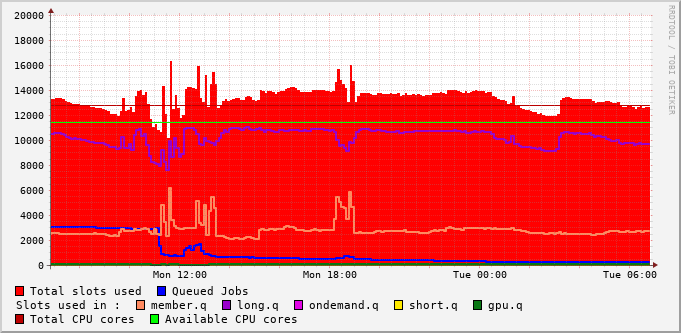 20000
18000
16000
14000
12000
10000
8000
6000
4000
2000
0
Mon 12:00 Mon 18:00 Tue 00:00 Tue 06:00
Total slots used Queued Jobs
Slots used in : member.q long.q ondemand.q short.q gpu.q
Total CPU cores Available CPU cores
RRDTOOL / TOBI OETIKER